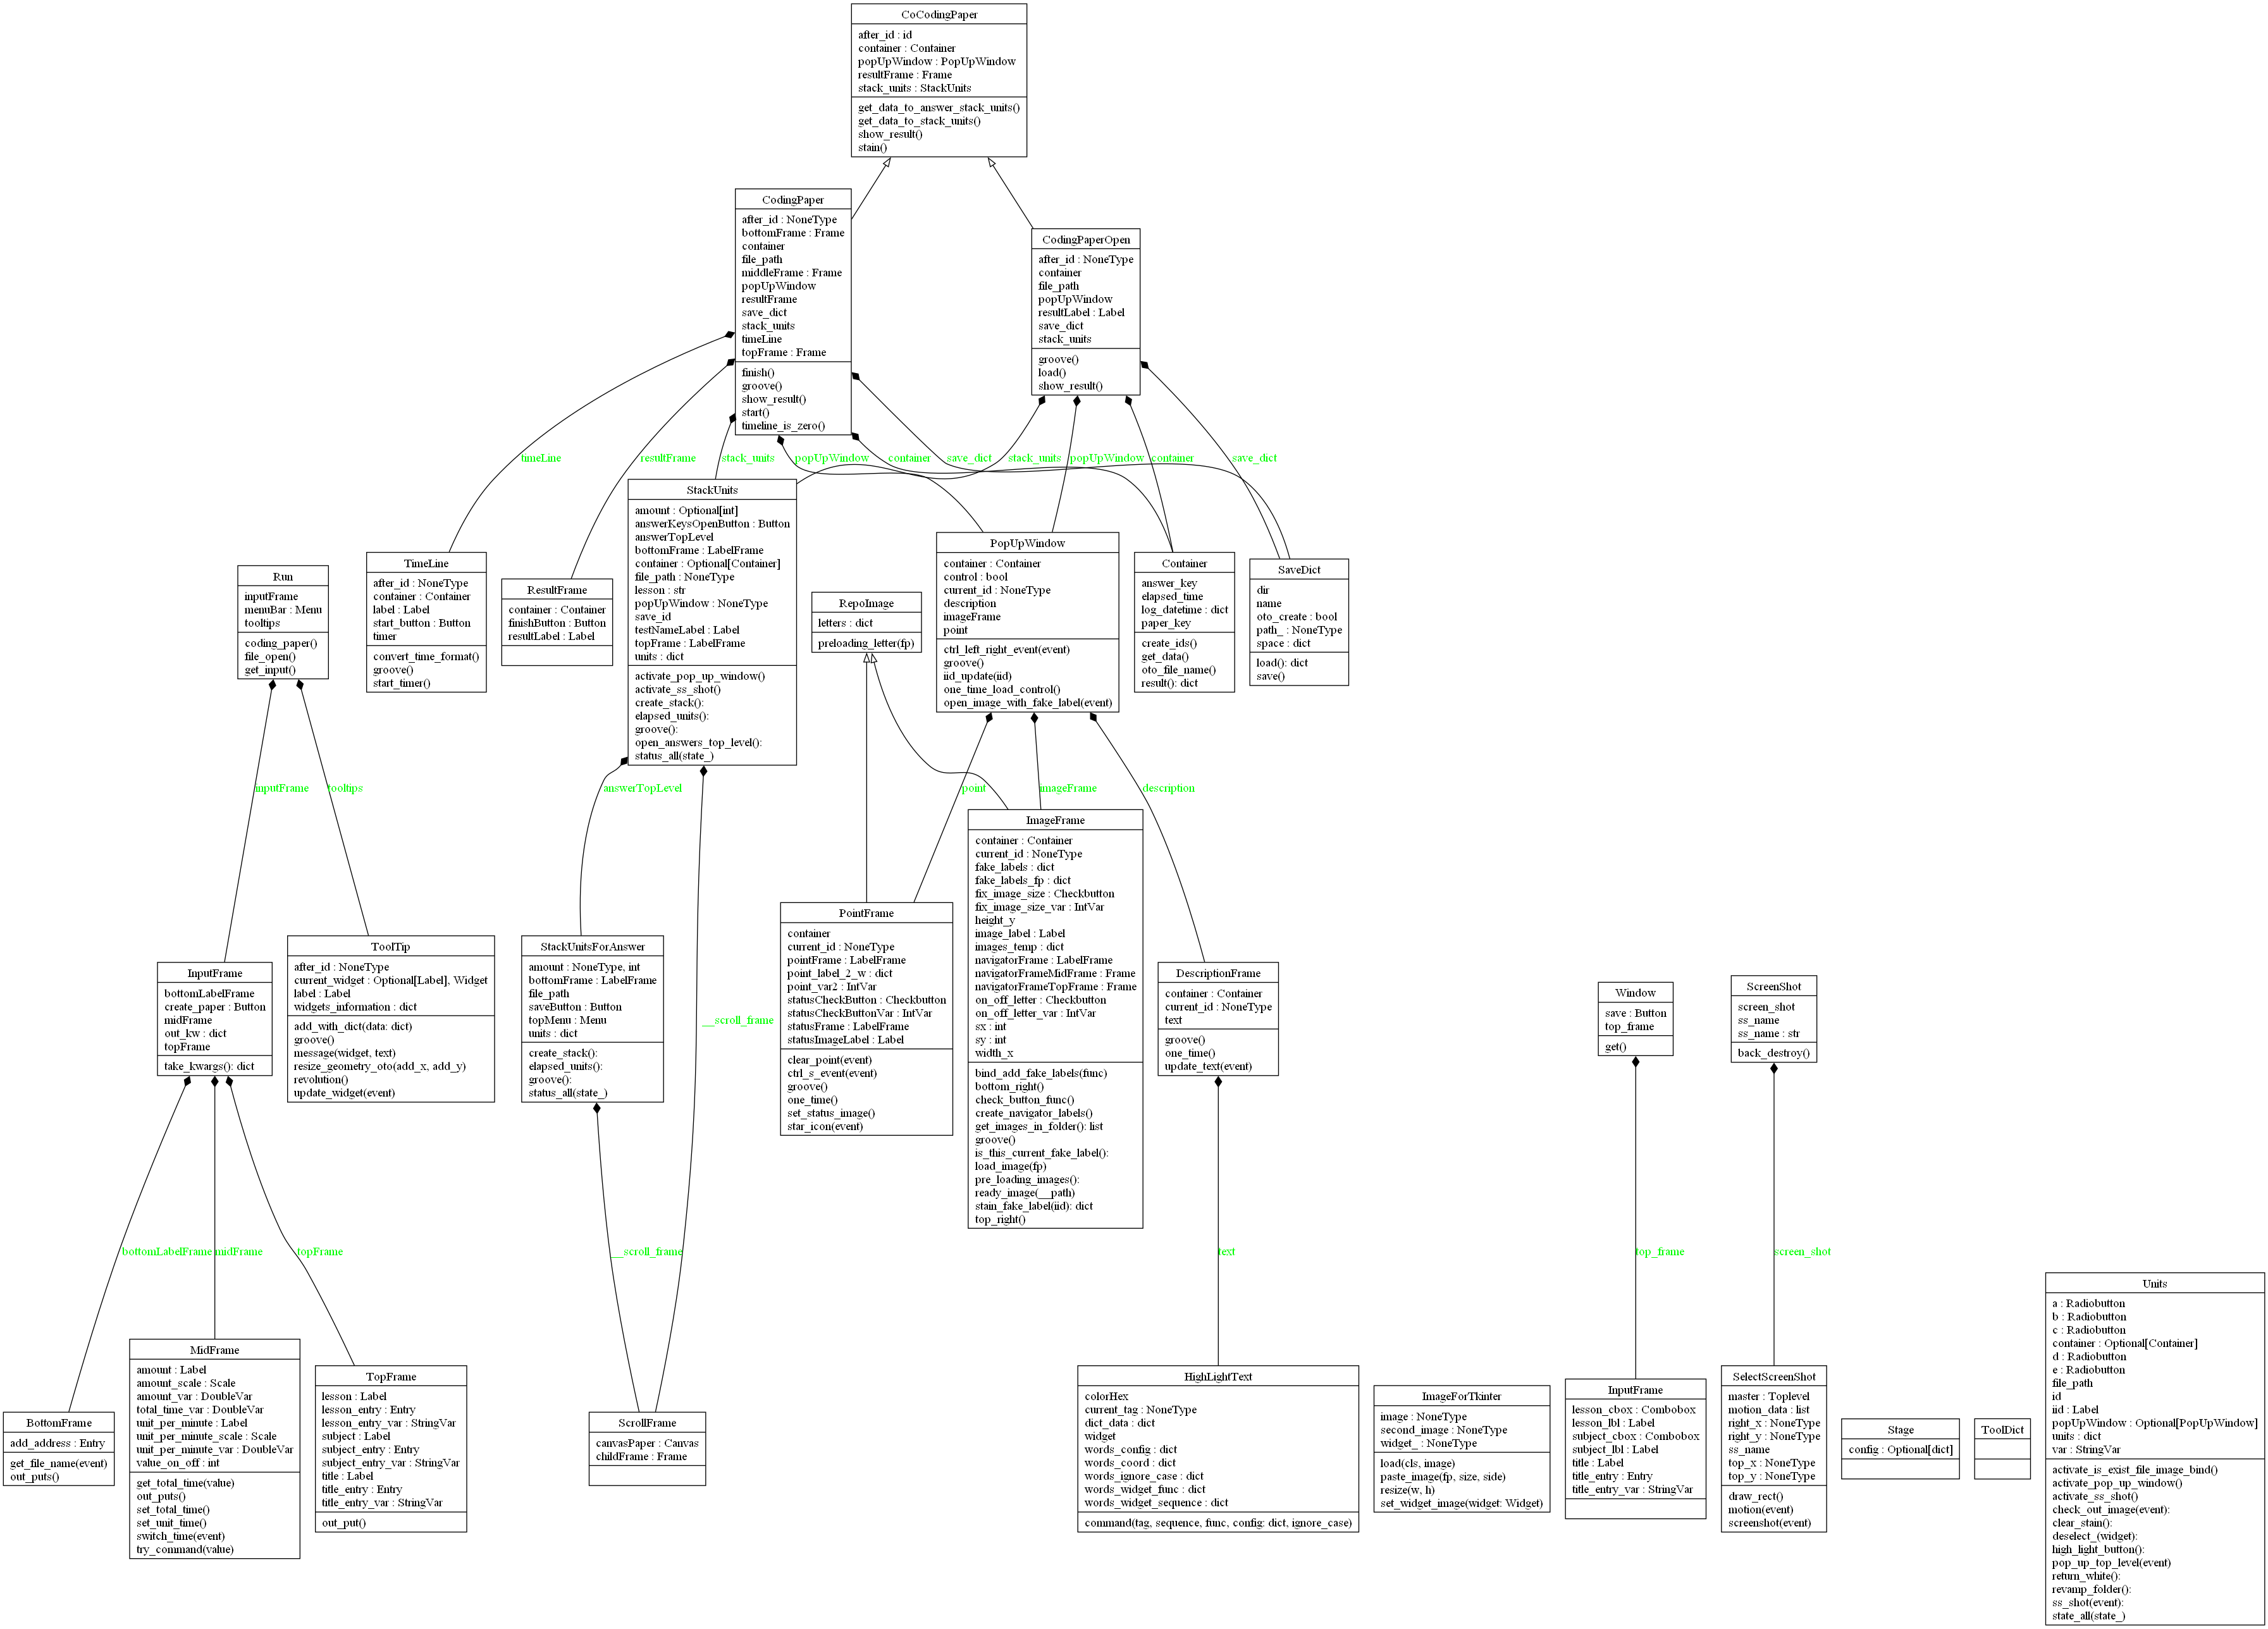 CoCodingPaper
after_id : id
container : Container
popUpWindow : PopUpWindow
resultFrame : Frame
stack_units : StackUnits
get_data_to_answer_stack_units()
get_data_to_stack_units()
show_result()
stain()
CodingPaper
after_id : NoneType
bottomFrame : Frame
container
file_path
middleFrame : Frame
popUpWindow
resultFrame
save_dict
stack_units
timeLine
topFrame : Frame
finish()
groove()
show_result()
start()
timeline_is_zero()
CodingPaperOpen
after_id : NoneType
container
file_path
popUpWindow
resultLabel : Label
save_dict
stack_units
groove()
load()
show_result()
timeLine
resultFrame
stack_units
popUpWindow
container
save_dict
stack_units
popUpWindow
container
save_dict
Run
inputFrame
menuBar : Menu
tooltips
coding_paper()
file_open()
get_input()
TimeLine
after_id : NoneType
container : Container
label : Label
start_button : Button
timer
convert_time_format()
groove()
start_timer()
ResultFrame
container : Container
finishButton : Button
resultLabel : Label
StackUnits
amount : Optional[int]
answerKeysOpenButton : Button
answerTopLevel
bottomFrame : LabelFrame
container : Optional[Container]
file_path : NoneType
lesson : str
popUpWindow : NoneType
save_id
testNameLabel : Label
topFrame : LabelFrame
units : dict
activate_pop_up_window()
activate_ss_shot()
create_stack():
elapsed_units():
groove():
open_answers_top_level():
status_all(state_)
RepoImage
letters : dict
preloading_letter(fp)
PopUpWindow
container : Container
control : bool
current_id : NoneType
description
imageFrame
point
ctrl_left_right_event(event)
groove()
iid_update(iid)
one_time_load_control()
open_image_with_fake_label(event)
Container
answer_key
elapsed_time
log_datetime : dict
paper_key
create_ids()
get_data()
oto_file_name()
result(): dict
SaveDict
dir
name
oto_create : bool
path_ : NoneType
space : dict
load(): dict
save()
inputFrame
tooltips
answerTopLevel
point
imageFrame
description
InputFrame
bottomLabelFrame
create_paper : Button
midFrame
out_kw : dict
topFrame
take_kwargs(): dict
ToolTip
after_id : NoneType
current_widget : Optional[Label], Widget
label : Label
widgets_information : dict
add_with_dict(data: dict)
groove()
message(widget, text)
resize_geometry_oto(add_x, add_y)
revolution()
update_widget(event)
StackUnitsForAnswer
amount : NoneType, int
bottomFrame : LabelFrame
file_path
saveButton : Button
topMenu : Menu
units : dict
create_stack():
elapsed_units():
groove():
status_all(state_)
__scroll_frame
PointFrame
container
current_id : NoneType
pointFrame : LabelFrame
point_label_2_w : dict
point_var2 : IntVar
statusCheckButton : Checkbutton
statusCheckButtonVar : IntVar
statusFrame : LabelFrame
statusImageLabel : Label
clear_point(event)
ctrl_s_event(event)
groove()
one_time()
set_status_image()
star_icon(event)
ImageFrame
container : Container
current_id : NoneType
fake_labels : dict
fake_labels_fp : dict
fix_image_size : Checkbutton
fix_image_size_var : IntVar
height_y
image_label : Label
images_temp : dict
navigatorFrame : LabelFrame
navigatorFrameMidFrame : Frame
navigatorFrameTopFrame : Frame
on_off_letter : Checkbutton
on_off_letter_var : IntVar
sx : int
sy : int
width_x
bind_add_fake_labels(func)
bottom_right()
check_button_func()
create_navigator_labels()
get_images_in_folder(): list
groove()
is_this_current_fake_label():
load_image(fp)
pre_loading_images():
ready_image(__path)
stain_fake_label(iid): dict
top_right()
DescriptionFrame
container : Container
current_id : NoneType
text
groove()
one_time()
update_text(event)
Window
save : Button
top_frame
get()
ScreenShot
screen_shot
ss_name
ss_name : str
back_destroy()
bottomLabelFrame
midFrame
topFrame
__scroll_frame
text
top_frame
screen_shot
BottomFrame
add_address : Entry
get_file_name(event)
out_puts()
MidFrame
amount : Label
amount_scale : Scale
amount_var : DoubleVar
total_time_var : DoubleVar
unit_per_minute : Label
unit_per_minute_scale : Scale
unit_per_minute_var : DoubleVar
value_on_off : int
get_total_time(value)
out_puts()
set_total_time()
set_unit_time()
switch_time(event)
try_command(value)
TopFrame
lesson : Label
lesson_entry : Entry
lesson_entry_var : StringVar
subject : Label
subject_entry : Entry
subject_entry_var : StringVar
title : Label
title_entry : Entry
title_entry_var : StringVar
out_put()
ScrollFrame
canvasPaper : Canvas
childFrame : Frame
HighLightText
colorHex
current_tag : NoneType
dict_data : dict
widget
words_config : dict
words_coord : dict
words_ignore_case : dict
words_widget_func : dict
words_widget_sequence : dict
command(tag, sequence, func, config: dict, ignore_case)
ImageForTkinter
image : NoneType
second_image : NoneType
widget_ : NoneType
load(cls, image)
paste_image(fp, size, side)
resize(w, h)
set_widget_image(widget: Widget)
InputFrame
lesson_cbox : Combobox
lesson_lbl : Label
subject_cbox : Combobox
subject_lbl : Label
title : Label
title_entry : Entry
title_entry_var : StringVar
SelectScreenShot
master : Toplevel
motion_data : list
right_x : NoneType
right_y : NoneType
ss_name
top_x : NoneType
top_y : NoneType
draw_rect()
motion(event)
screenshot(event)
Stage
config : Optional[dict]
ToolDict
Units
a : Radiobutton
b : Radiobutton
c : Radiobutton
container : Optional[Container]
d : Radiobutton
e : Radiobutton
file_path
id
iid : Label
popUpWindow : Optional[PopUpWindow]
units : dict
var : StringVar
activate_is_exist_file_image_bind()
activate_pop_up_window()
activate_ss_shot()
check_out_image(event):
clear_stain():
deselect_(widget):
high_light_button():
pop_up_top_level(event)
return_white():
revamp_folder():
ss_shot(event):
state_all(state_)